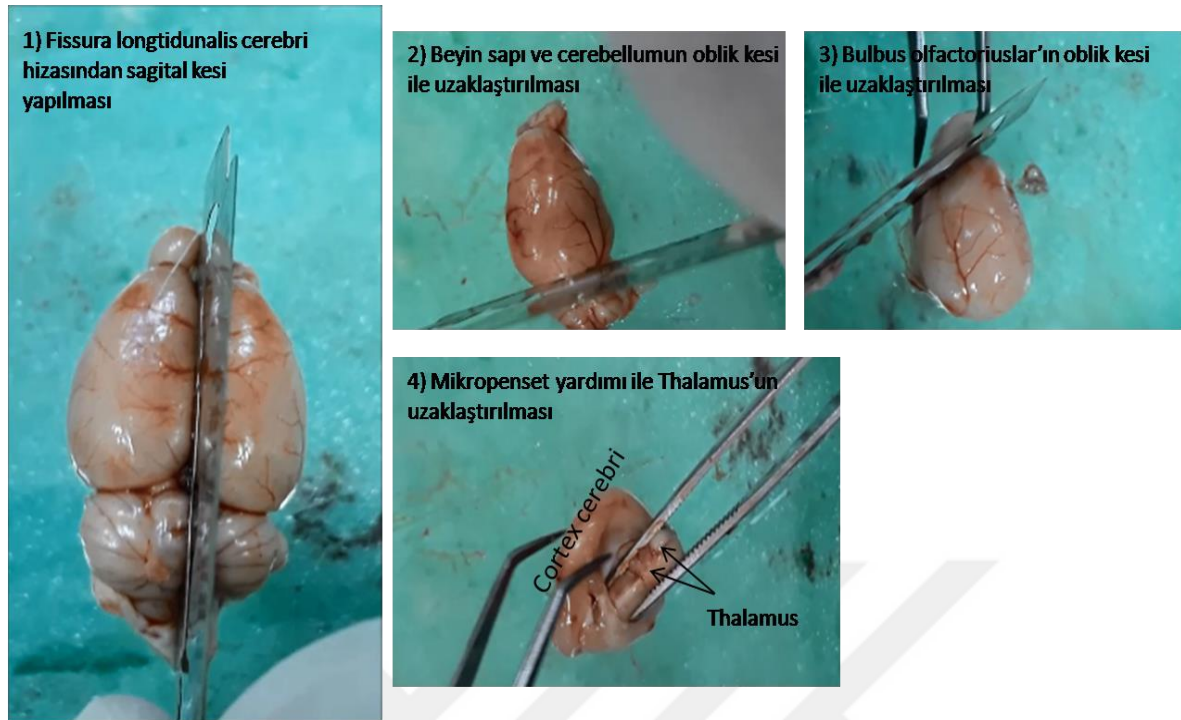 1) Fissura longtidunalis cerebri
hizasından sagital kesi
yapılması
2) Beyin sapı ve cerebellumun oblik kesi
ile uzaklaştırılması
3) Bulbus olfactoriuslar’ın oblik kesi
ile uzaklaştırılması
4) Mikropenset yardımı ile Thalamus’un
uzaklaştırılması
Cortex cerebri
Thalamus